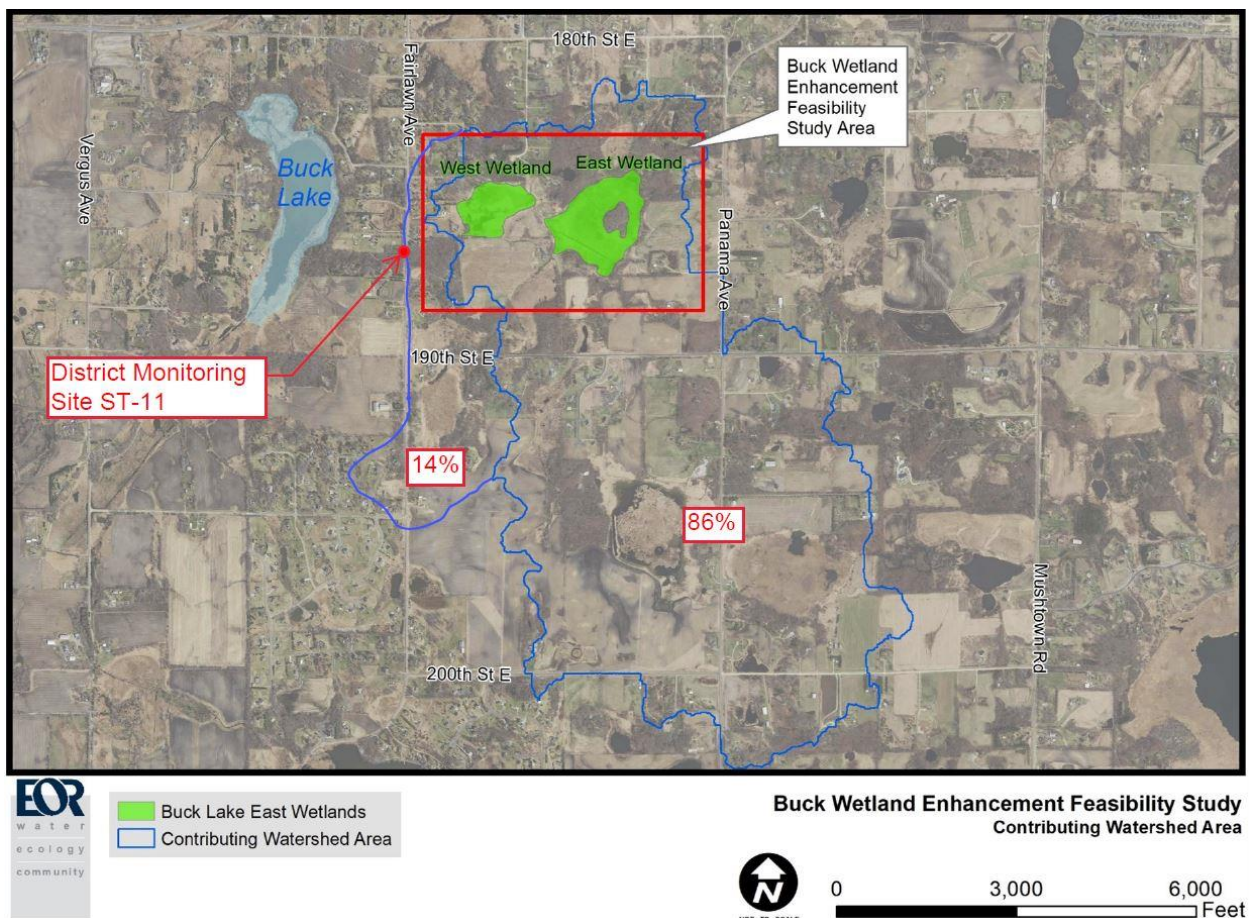 180th St E
Fairlawn Ave
Buck Wetland
Enhancement
Feasibility
Study Area
Vergus Ave
Buck
Lake
West Wetland
East Wetland
Panama Ave
District Monitoring
Site ST-11
190th St E
14%
86%
Mushtown Rd
200th St E
EOR
water
ecology
community
Buck Lake East Wetlands
Contributing Watershed Area
Buck Wetland Enhancement Feasibility Study
Contributing Watershed Area
N
0 3,000 6,000
Feet